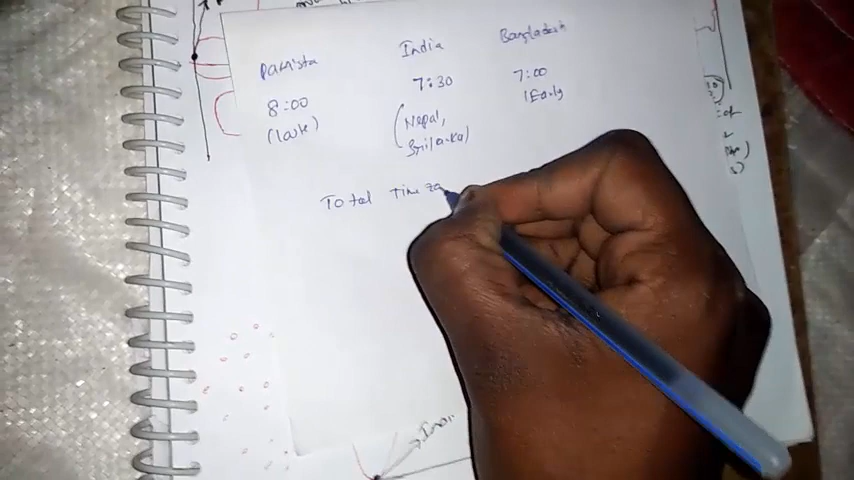 Pakista India Bangladesh
8:00 7:30 7:00
(late) (Nepal, (Early
Srilanka)
Total Time zo